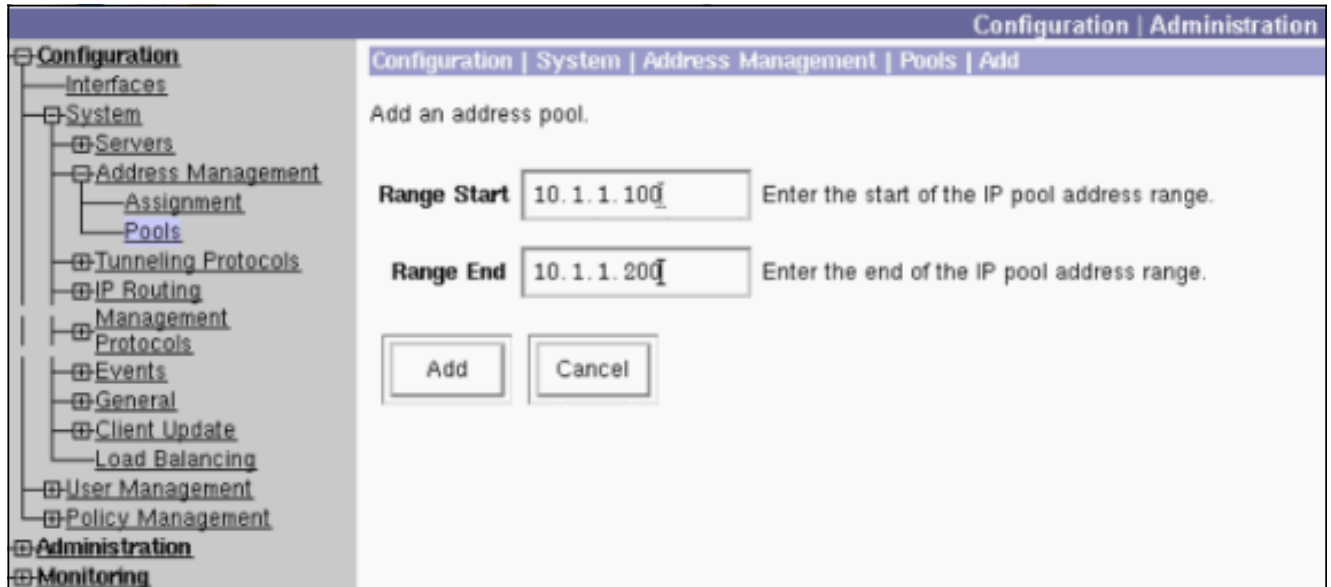 Configuration | Administration
Configuration
Interfaces
System
Servers
Address Management
Assignment
Pools
Tunneling Protocols
IP Routing
Management
Protocols
Events
General
Client Update
Load Balancing
User Management
Policy Management
Administration
Monitoring
Configuration | System | Address Management | Pools | Add
Add an address pool.
Range Start 10.1.1.100 Enter the start of the IP pool address range.
Range End 10.1.1.200 Enter the end of the IP pool address range.
Add Cancel